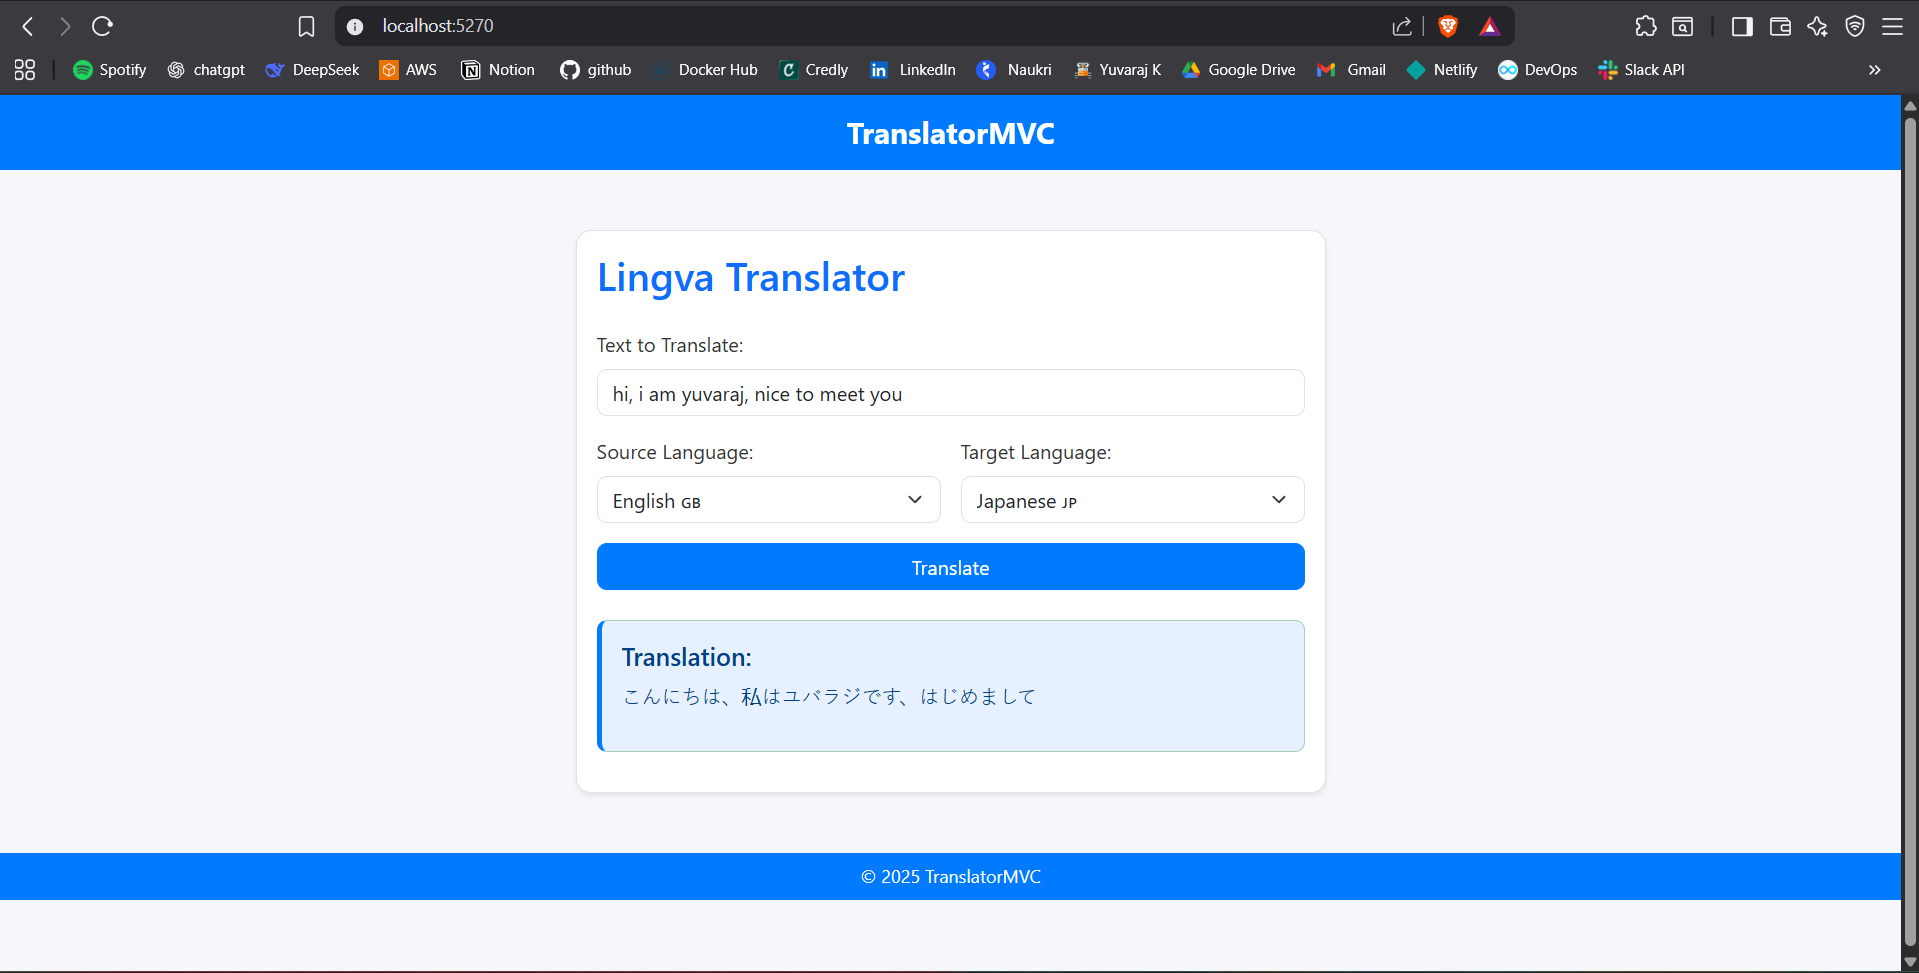 localhost:5270
Spotify chatgpt DeepSeek AWS Notion github Docker Hub Credly LinkedIn Naukri Yuvaraj K Google Drive Gmail Netlify DevOps Slack API
TranslatorMVC
Lingva Translator
Text to Translate:
hi, i am yuvaraj, nice to meet you
Source Language: Target Language:
English GB Japanese JP
Translate
Translation:
こんにちは、私はユバラジです、はじめまして
© 2025 TranslatorMVC